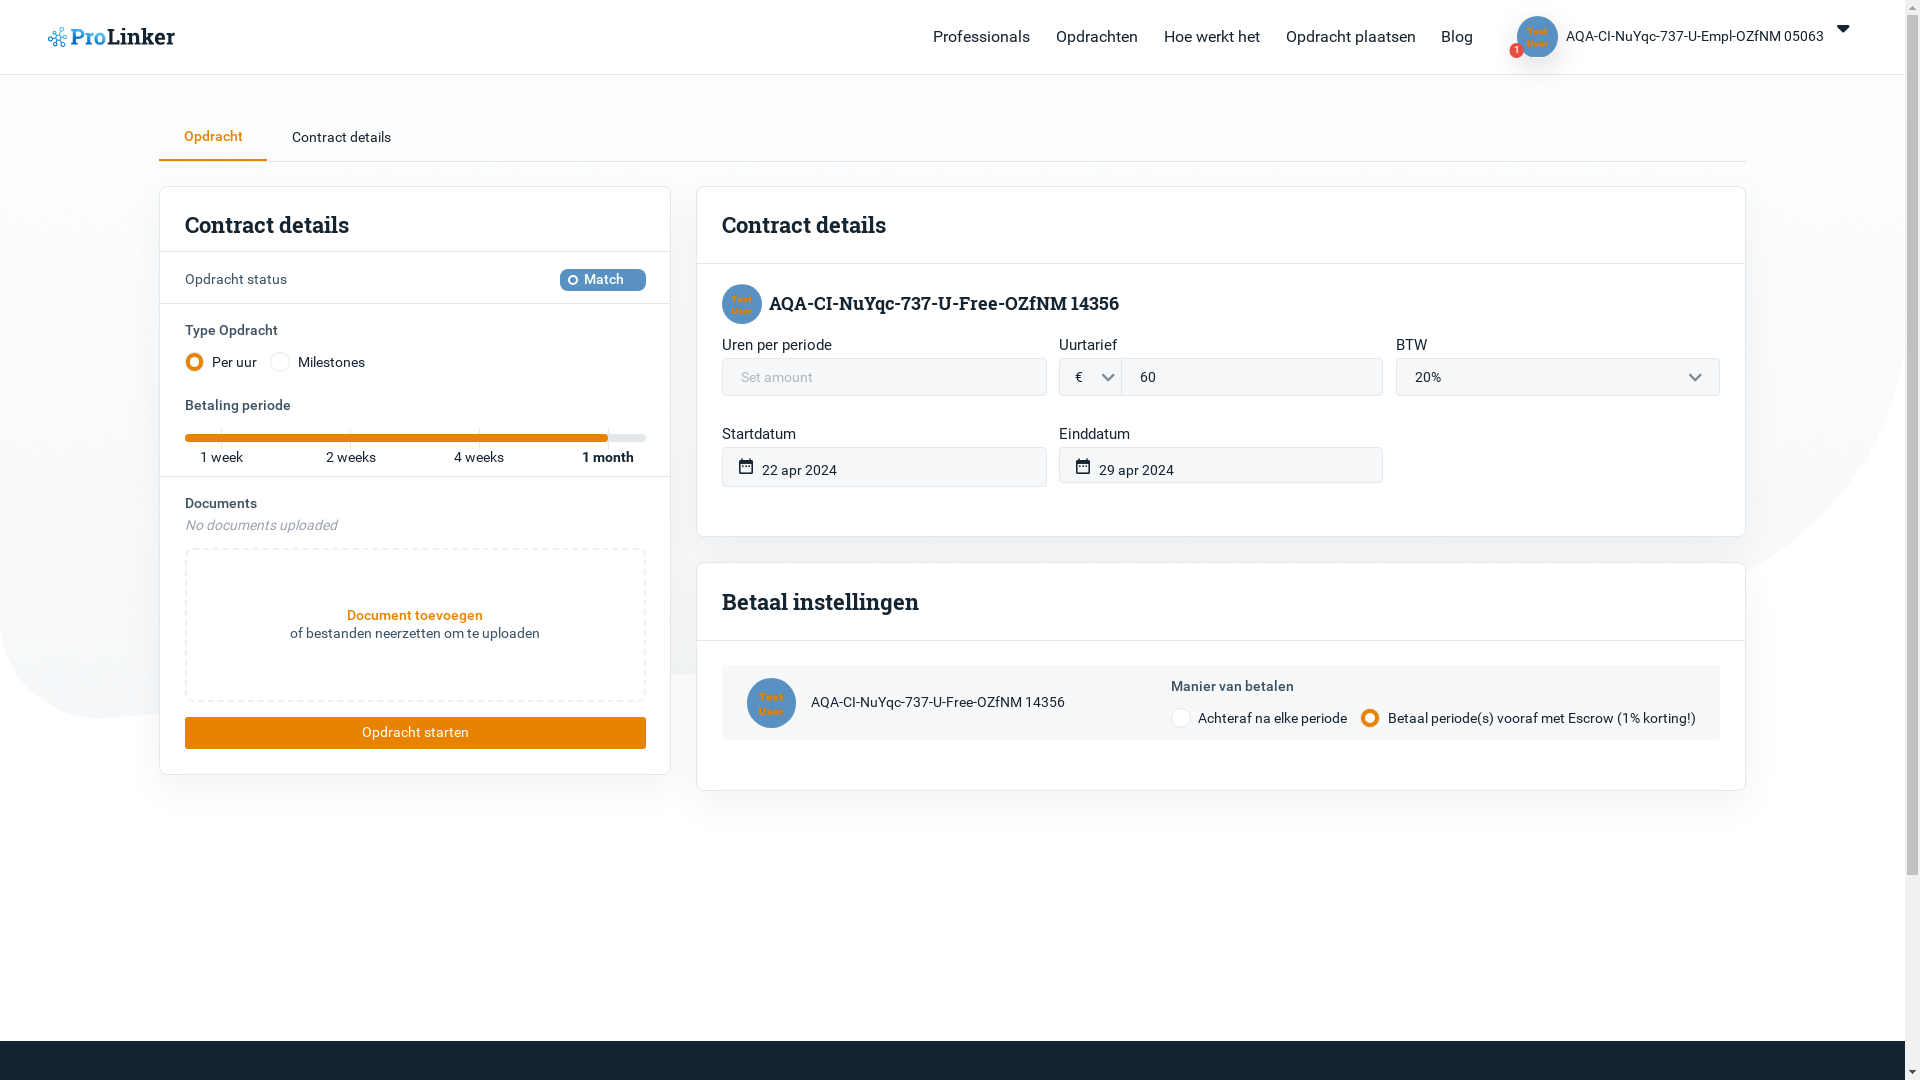 ProLinker
Professionals
Opdrachten
Hoe werkt het
Opdracht plaatsen
Blog
Test
User
1
AQA-CI-NuYqc-737-U-Empl-OZfNM 05063
Opdracht
Contract details
Contract details
Opdracht status
Match
Type Opdracht
Per uur
Milestones
Betaling periode
1 week
2 weeks
4 weeks
1 month
Documents
No documents uploaded
Document toevoegen
of bestanden neerzetten om te uploaden
Opdracht starten
Contract details
Test
User
AQA-CI-NuYqc-737-U-Free-OZfNM 14356
Uren per periode
Set amount
Uurtarief
€
60
BTW
20%
Startdatum
22 apr 2024
Einddatum
29 apr 2024
Betaal instellingen
Test
User
AQA-CI-NuYqc-737-U-Free-OZfNM 14356
Manier van betalen
Achteraf na elke periode
Betaal periode(s) vooraf met Escrow (1% korting!)